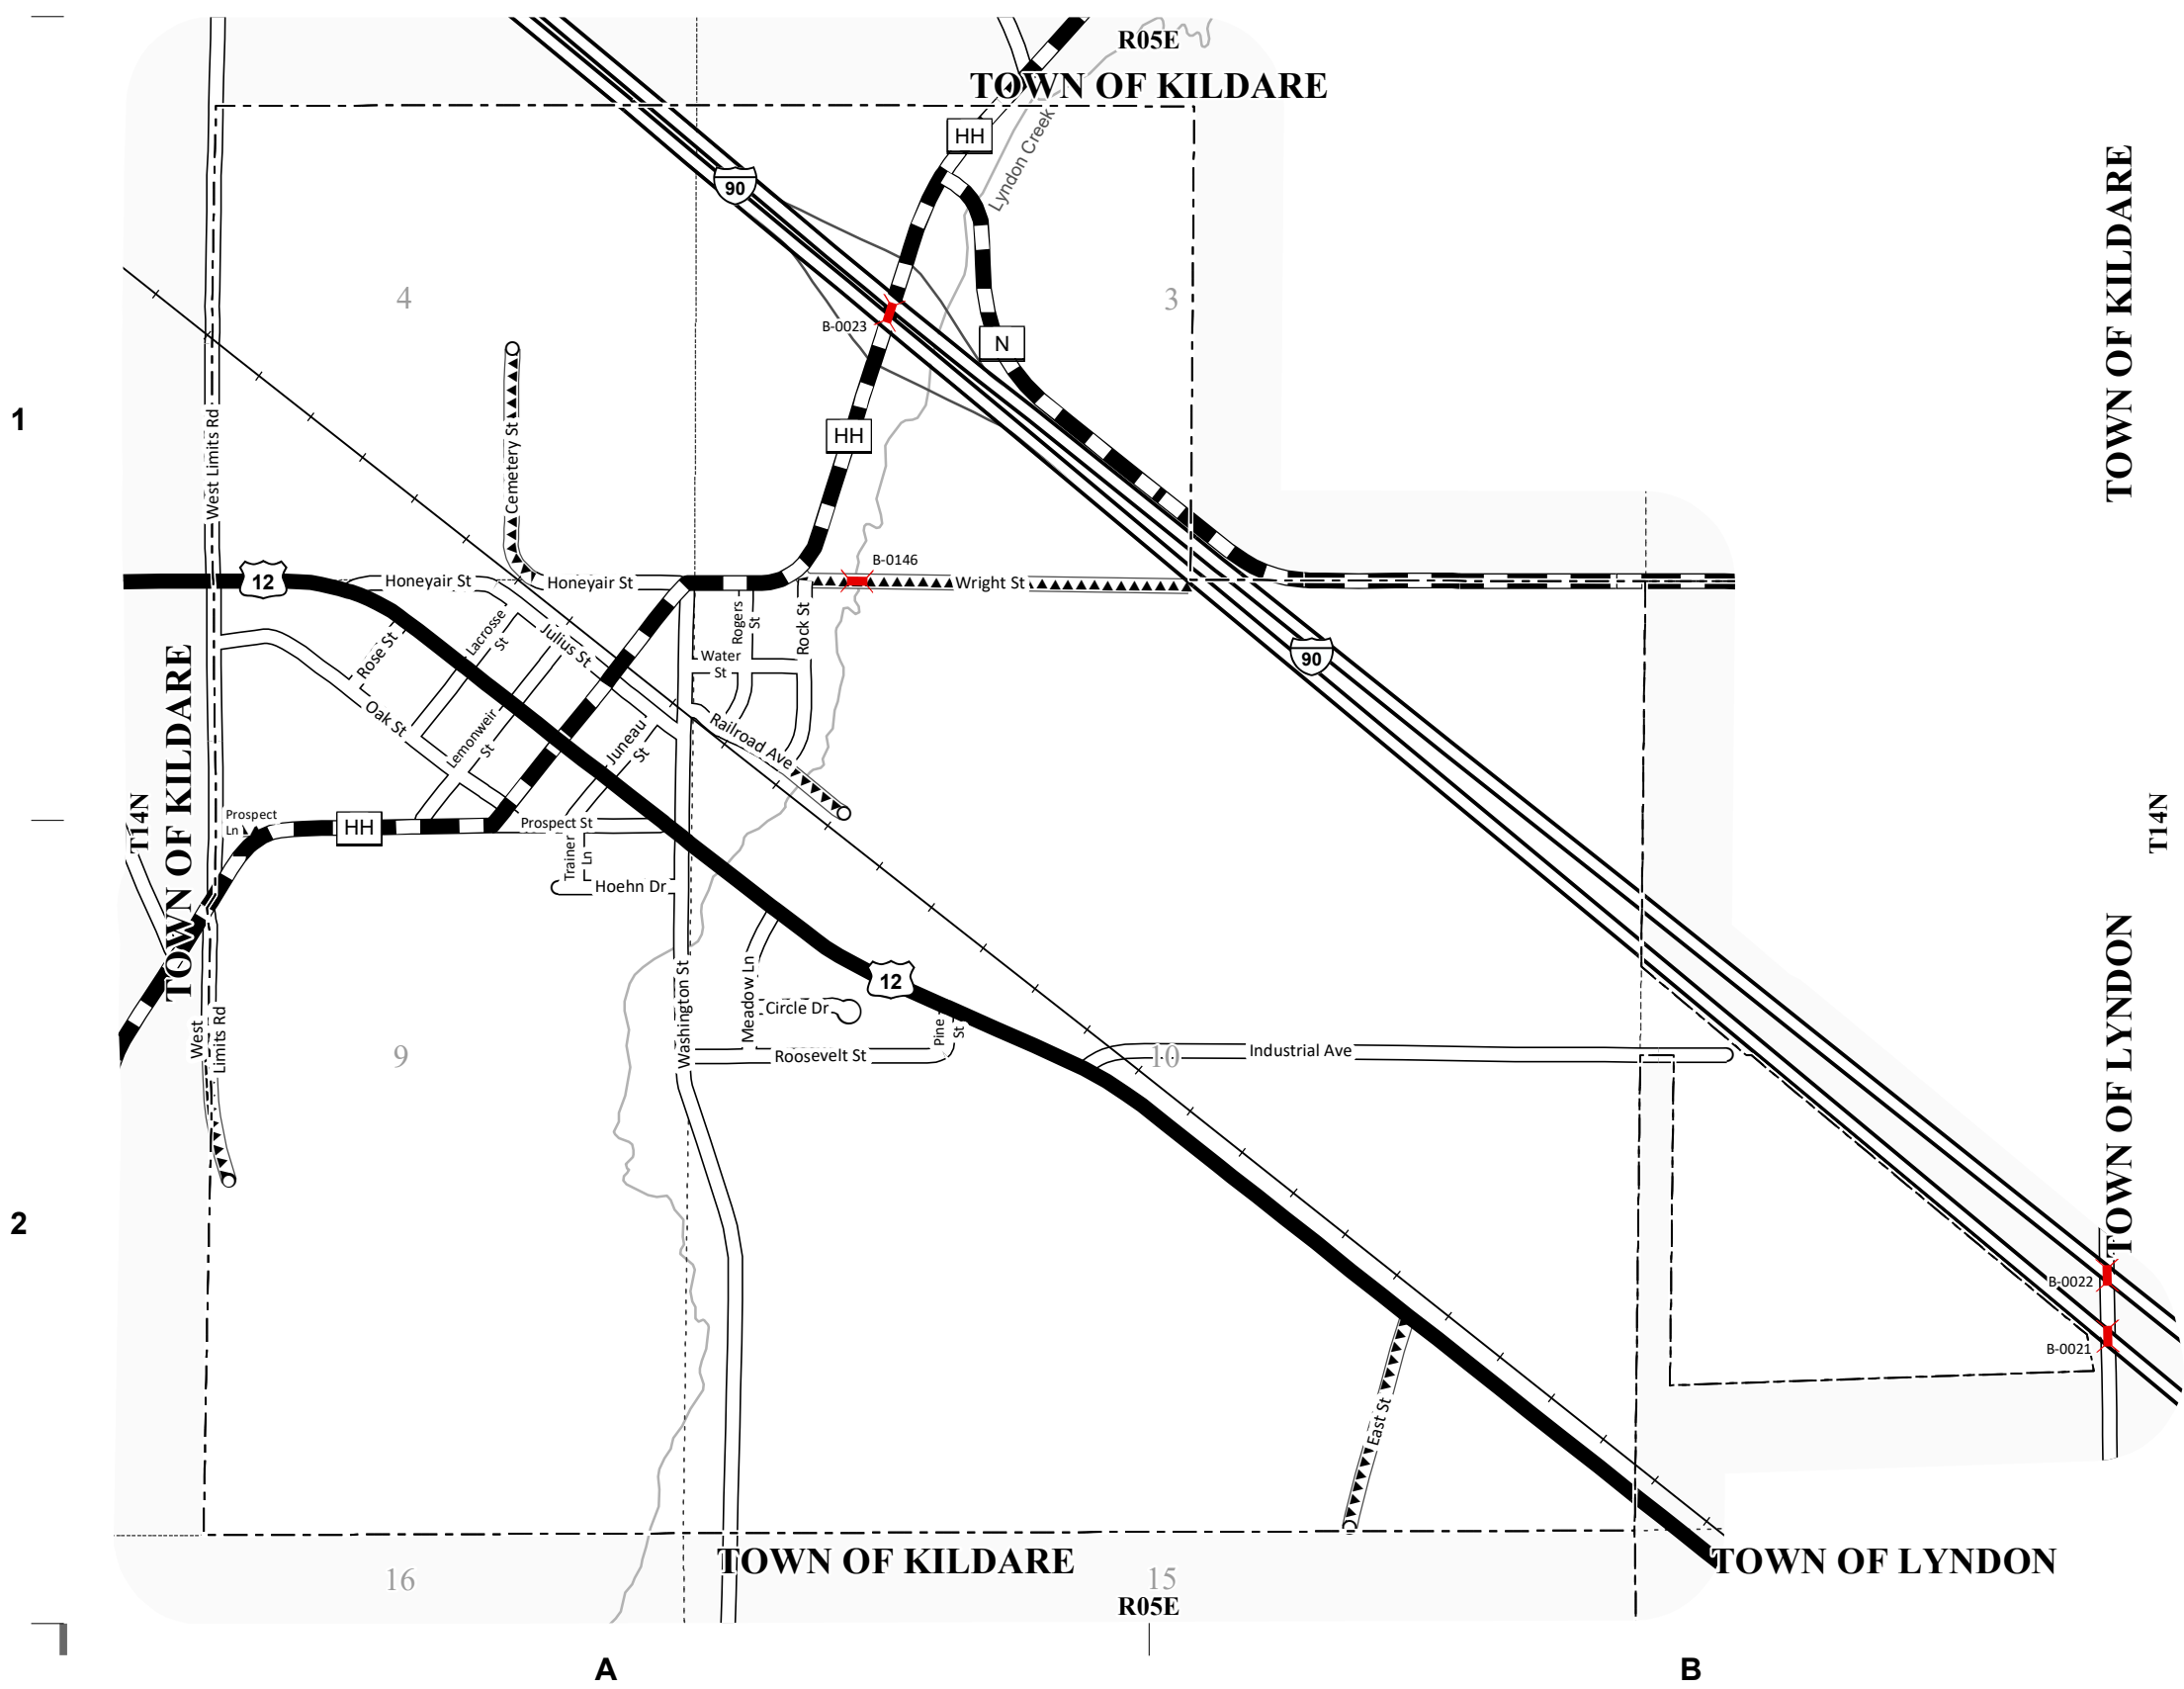 R05E
TOWN OF KILDARE
HH
Lyndon Creek
90
TOWN OF KILDARE
4
3
B-0023
N
1
HH
West Limits Rd
Cemetery St
B-0146
12
Honeyair St
Honeyair St
Wright St
Rogers
St
Rock St
Lacrosse
St
Julius St
Rose St
Water
St
90
TOWN OF KILDARE
Oak St
Lemonweir
St
Juneau
St
Railroad Ave
T14N
T14N
Prospect
Ln
HH
Prospect St
Trainer
Ln
Hoehn Dr
TOWN OF LYNDON
Washington St
Meadow Ln
12
Circle Dr
Pine
St
West
Limits Rd
9
Roosevelt St
10
Industrial Ave
2
B-0022
B-0021
East St
TOWN OF KILDARE
TOWN OF LYNDON
16
15
R05E
A
B